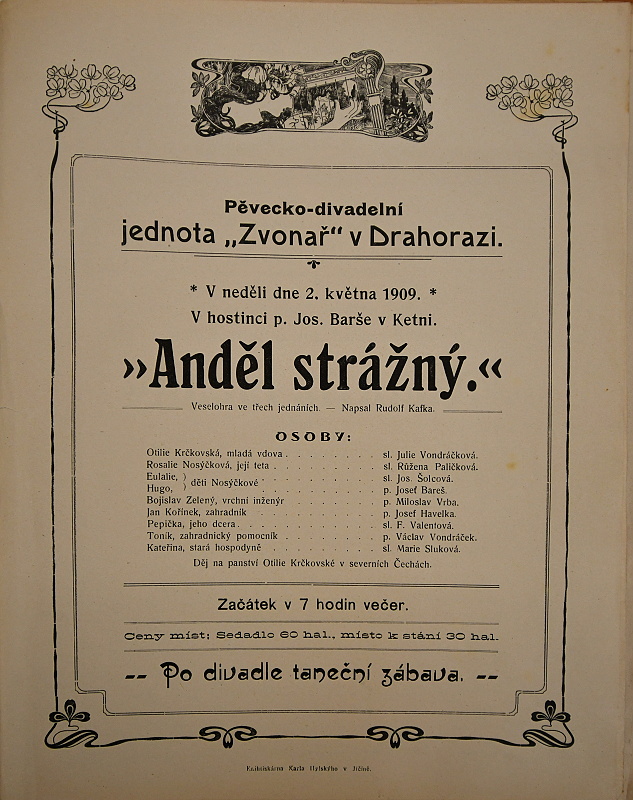 Pěvecko-divadelní
jednota „Zvonař" v Drahorazi.
* V neděli dne 2. května 1909. *
V hostinci p. Jos. Barše v Ketni.
»Anděl strážný.«
Veselohra ve třech jednáních. — Napsal Rudolf Kafka.
OSOBY:
Otilie Krčkovská, mladá vdova . . . . . . . . sl. Julie Vondráčková.
Rosalie Nosýčková, její teta . . . . . . . . sl. Růžena Paličková.
Eulalie, ) děti Nosýčkové . . . . . . . . sl. Jos. Šolcová.
Hugo, ) p. Josef Bareš.
Bojislav Zelený, vrchní inženýr . . . . . . . p. Miloslav Vrba.
Jan Kořínek, zahradník . . . . . . . . p. Josef Havelka.
Pepička, jeho dcera . . . . . . . . sl. F. Valentová.
Toník, zahradnický pomocník . . . . . . . . p. Václav Vondráček.
Kateřina, stará hospodyně . . . . . . . . sl. Marie Sluková.
Děj na panství Otilie Krčkovské v severních Čechách.
Začátek v 7 hodin večer.
Ceny míst: Sedadlo 60 hal., místo k stání 30 hal.
-- Po divadle taneční zábava. --
Knihtiskárna Karla Hylského v Jičíně.